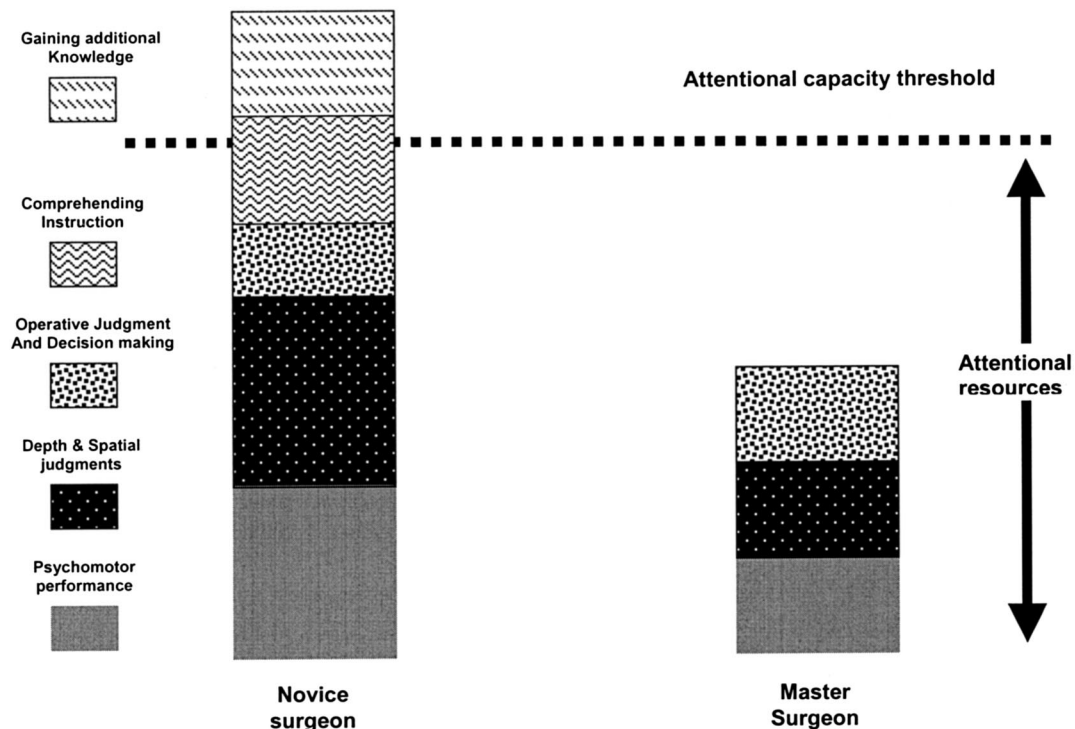 Gaining additional
Knowledge
Attentional capacity threshold
Comprehending
Instruction
Operative Judgment
And Decision making
Depth & Spatial
judgments
Psychomotor
performance
Attentional
resources
Novice
surgeon
Master
Surgeon